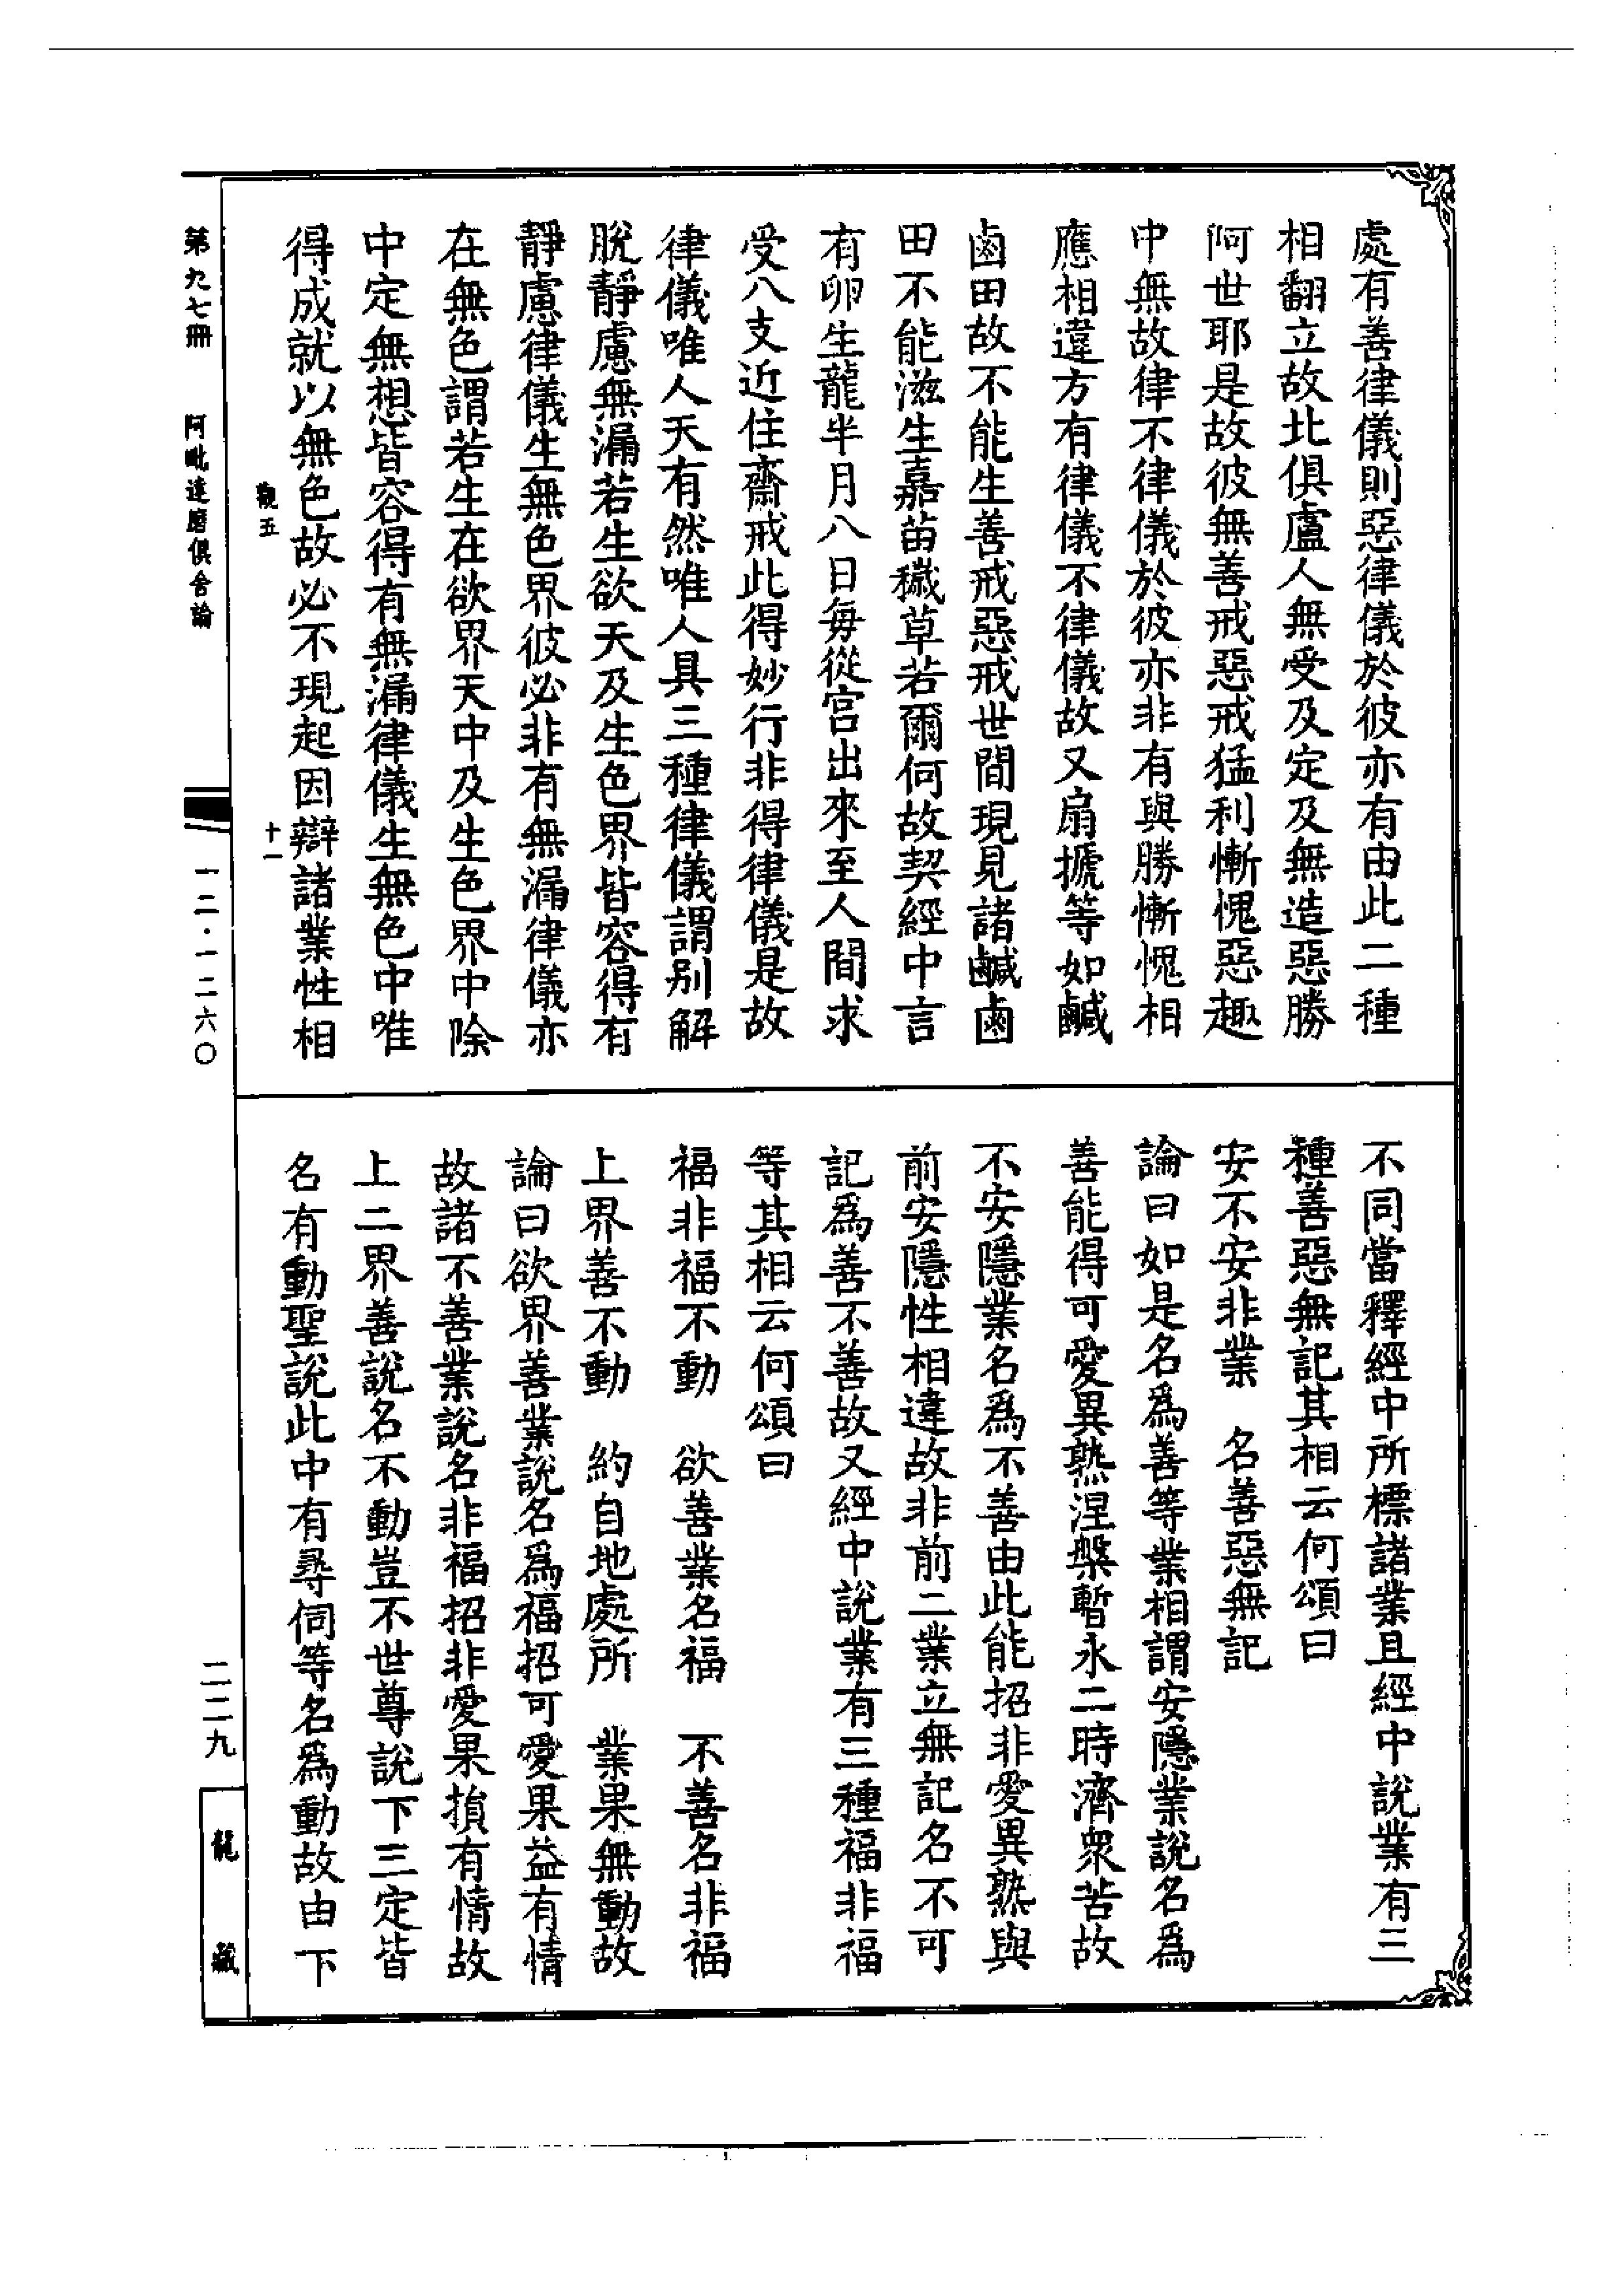 處有善律儀則惡律儀於彼亦有由此二種
相翻立故北俱盧人無受及定及無造惡勝
阿世耶是故彼無善戒惡戒猛利慚愧惡趣
中無故律不律儀於彼亦非有與勝慚愧相
應相違方有律儀不律儀故又扇搋等如鹹
鹵田故不能生善戒惡戒世間現見諸鹹鹵
田不能滋生嘉苗穢草若爾何故契經中言
有卵生龍半月八日每從宮出來至人間求
受八支近住齋戒此得妙行非得律儀是故
律儀唯人天有然唯人具三種律儀謂別解
脫靜慮無漏若生欲天及生色界皆容得有
靜慮律儀生無色界彼必非有無漏律儀亦
在無色謂若生在欲界天中及生色界中除
中定無想皆容得有無漏律儀生無色中唯
得成就以無色故必不現起因辯諸業性相
觀五
十一
不同當釋經中所標諸業且經中說業有三
種善惡無記其相云何頌曰
安不安非業 名善惡無記
論曰如是名爲善等業相謂安隱業說名爲
善能得可愛異熟涅槃暫永二時濟衆苦故
不安隱業名爲不善由此能招非愛異熟與
前安隱性相違故非前二業立無記名不可
記爲善不善故又經中說業有三種福非福
等其相云何頌曰
福非福不動 欲善業名福 不善名非福
上界善不動 約自地處所 業果無動故
論曰欲界善業說名爲福招可愛果益有情
故諸不善業說名非福招非愛果損有情故
上二界善說名不動豈不世尊說下三定皆
名有動聖說此中有尋伺等名爲動故由下
第九七冊 阿毗達磨俱舍論
一二·一二六〇
二二九
龍藏